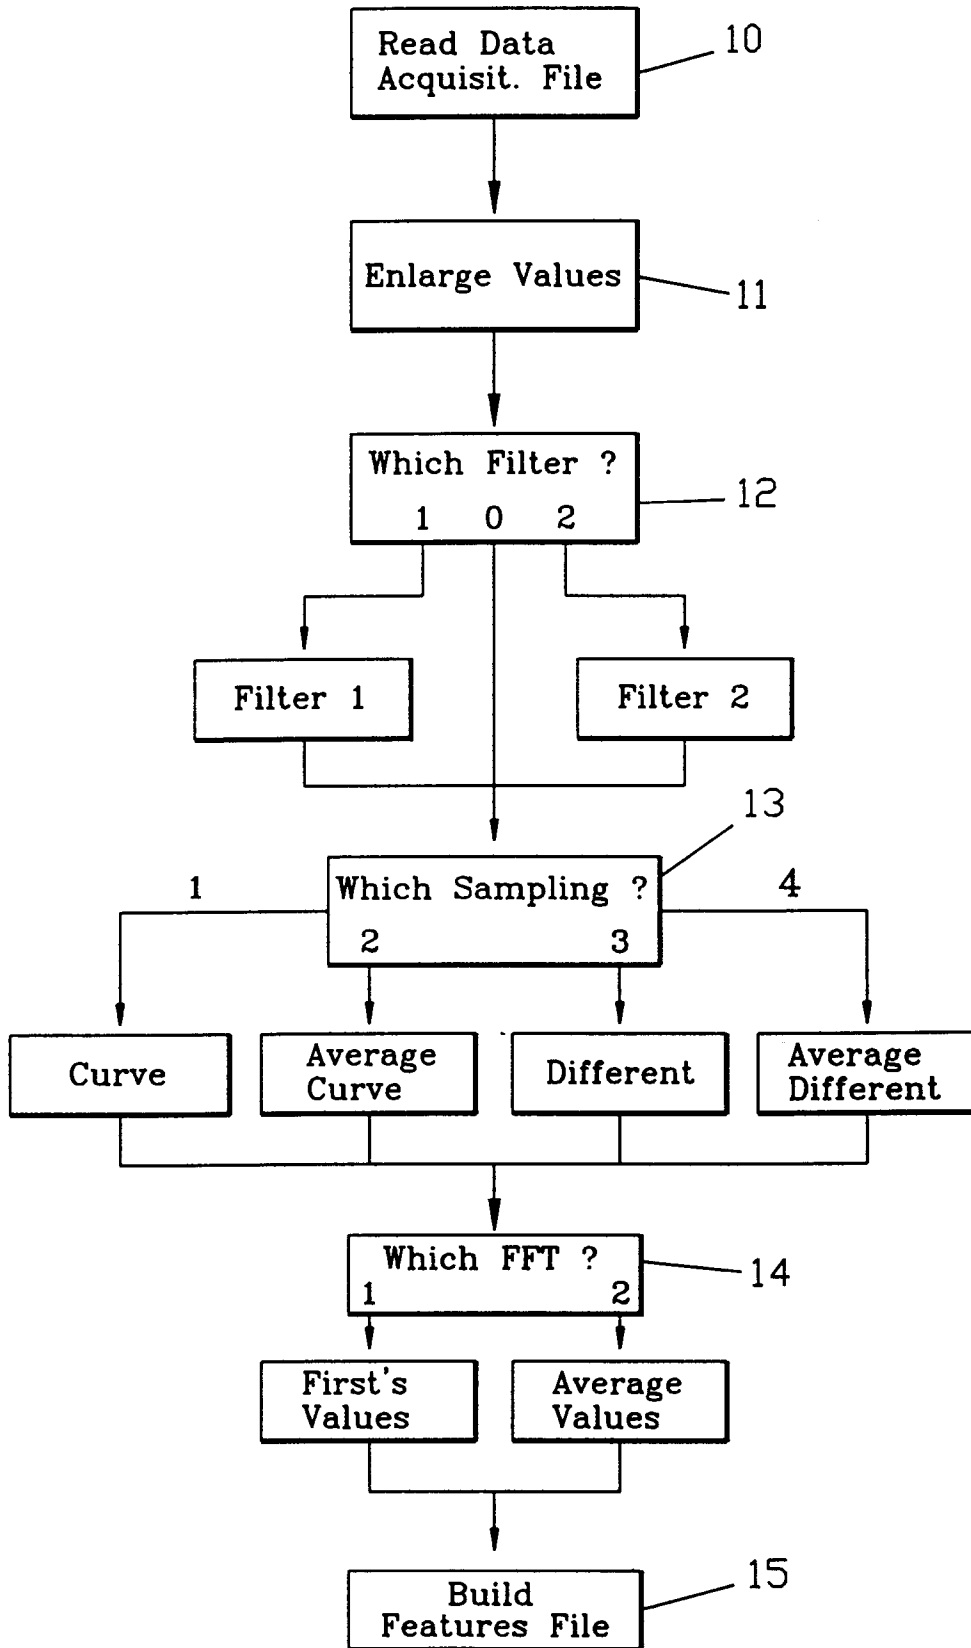 Read Data
Acquisit. File
10
Enlarge Values
11
Which Filter ?
1 0 2
12
Filter 1
Filter 2
13
1
Which Sampling ?
4
2 3
Curve
Average
Curve
Different
Average
Different
Which FFT ?
1 2
14
First's
Values
Average
Values
Build
Features File
15